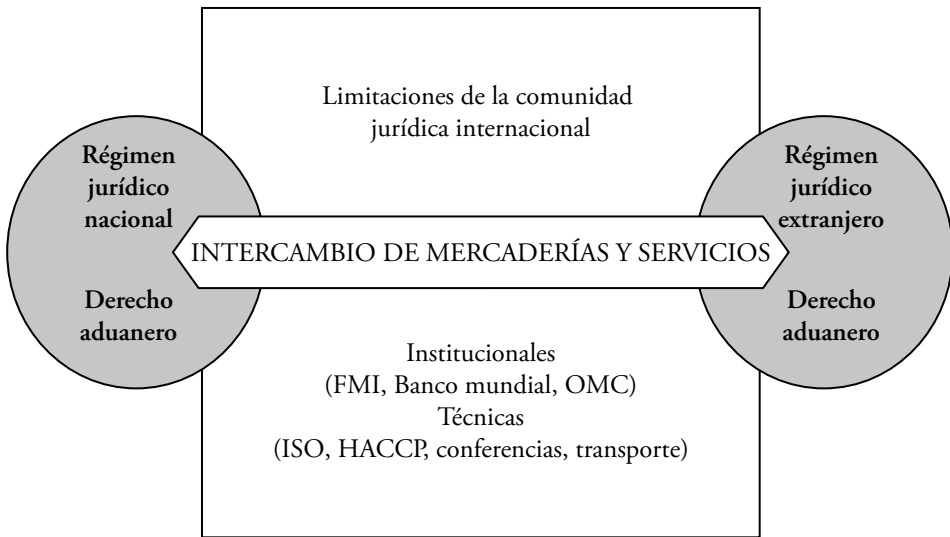 Limitaciones de la comunidad
jurídica internacional
Régimen
jurídico
nacional
Derecho
aduanero
INTERCAMBIO DE MERCADERÍAS Y SERVICIOS
Régimen
jurídico
extranjero
Derecho
aduanero
Institucionales
(FMI, Banco mundial, OMC)
Técnicas
(ISO, HACCP, conferencias, transporte)